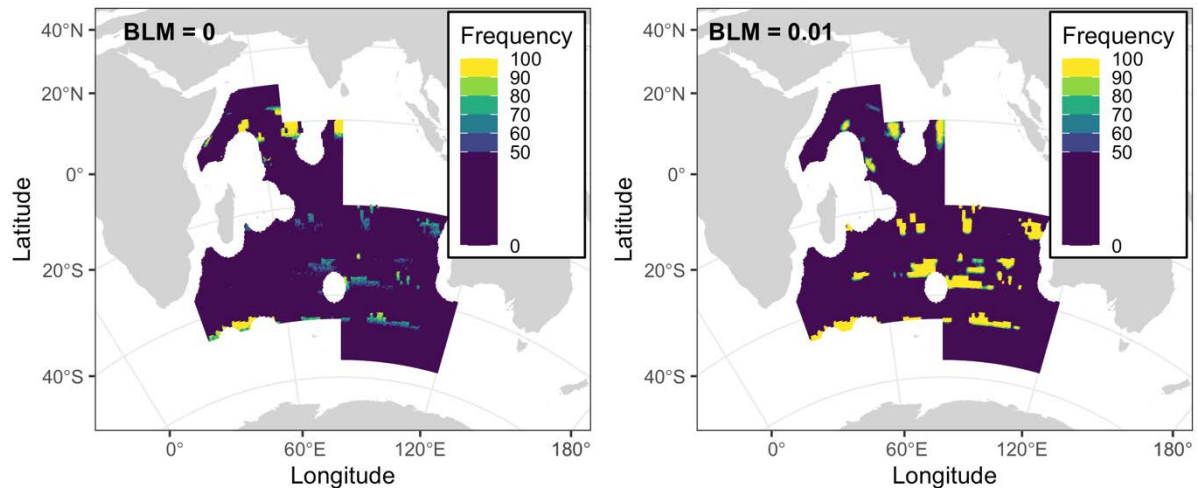 BLM = 0
Frequency
100
90
80
70
60
50
0
40°N
20°N
0°
20°S
40°S
Latitude
0°
60°E
120°E
180°
Longitude
BLM = 0.01
Frequency
100
90
80
70
60
50
0
40°N
20°N
0°
20°S
40°S
Latitude
0°
60°E
120°E
180°
Longitude